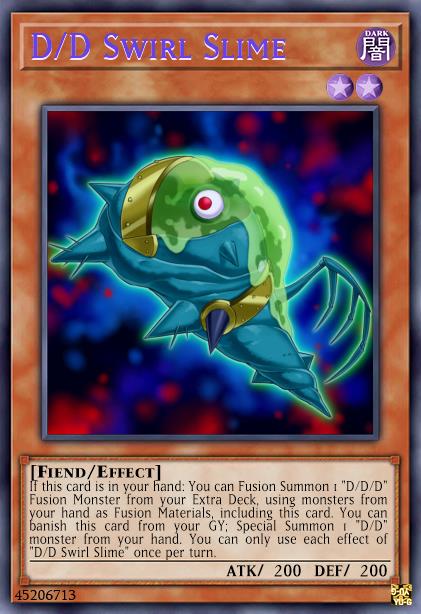 D/D SWIRL SLIME
DARK
闇
[FIEND/EFFECT]
If this card is in your hand: You can Fusion Summon 1 "D/D/D"
Fusion Monster from your Extra Deck, using monsters from
your hand as Fusion Materials, including this card. You can
banish this card from your GY; Special Summon 1 "D/D"
monster from your hand. You can only use each effect of
"D/D Swirl Slime" once per turn.
ATK/ 200 DEF/ 200
45206713